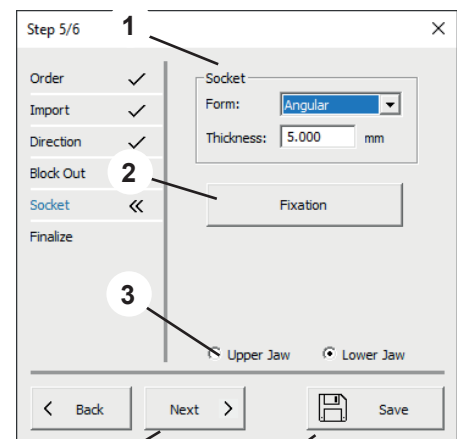 Step 5/6
1
Order
Import
Direction
Block Out
Socket
Finalize
Socket
Form: Angular
Thickness: 5.000 mm
2
Fixation
3
Upper Jaw Lower Jaw
Back Next Save